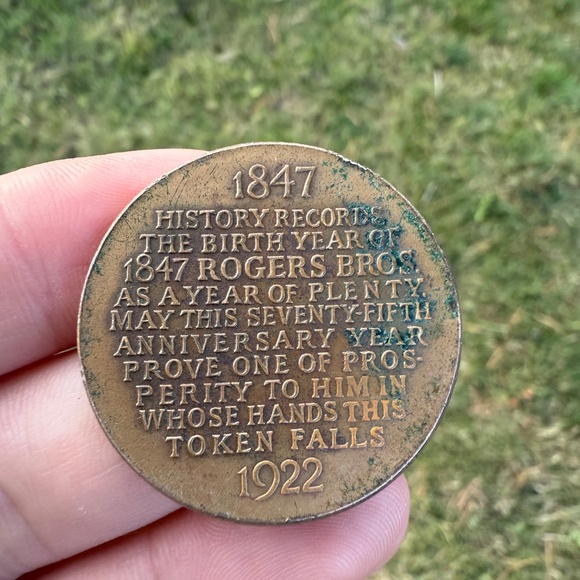 1847
HISTORY RECORDS
THE BIRTH YEAR OF
1847 ROGERS BROS.
AS A YEAR OF PLENTY.
MAY THIS SEVENTY-FIFTH
ANNIVERSARY YEAR
PROVE ONE OF PROS-
PERITY TO HIM IN
WHOSE HANDS THIS
TOKEN FALLS
1922